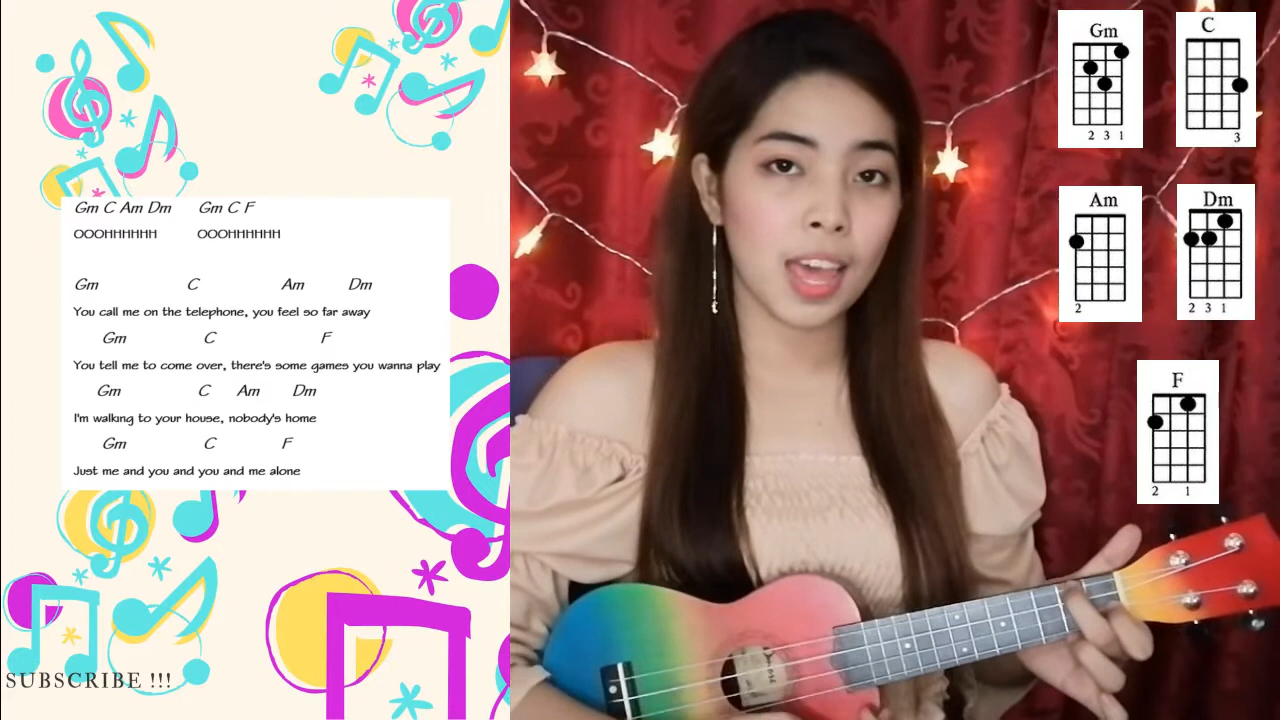 Gm C Am Dm Gm C F
OOOHHHHHH OOOHHHHHH
Gm C Am Dm
You call me on the telephone, you feel so far away
Gm C F
You tell me to come over, there's some games you wanna play
Gm C Am Dm
I'm walking to your house, nobody's home
Gm C F
Just me and you and you and me alone
SUBSCRIBE !!!
Gm
2 3 1
C
3
Am
2
Dm
2 3 1
F
2 1